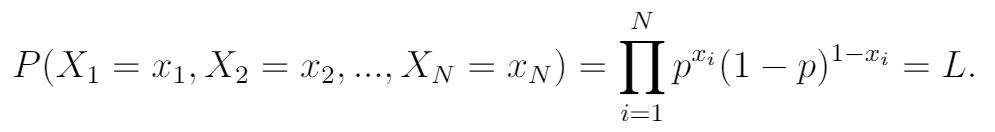 P(X_1 = x_1, X_2 = x_2, ..., X_N = x_N) = \prod_{i=1}^{N} p^{x_i}(1 - p)^{1-x_i} = L.